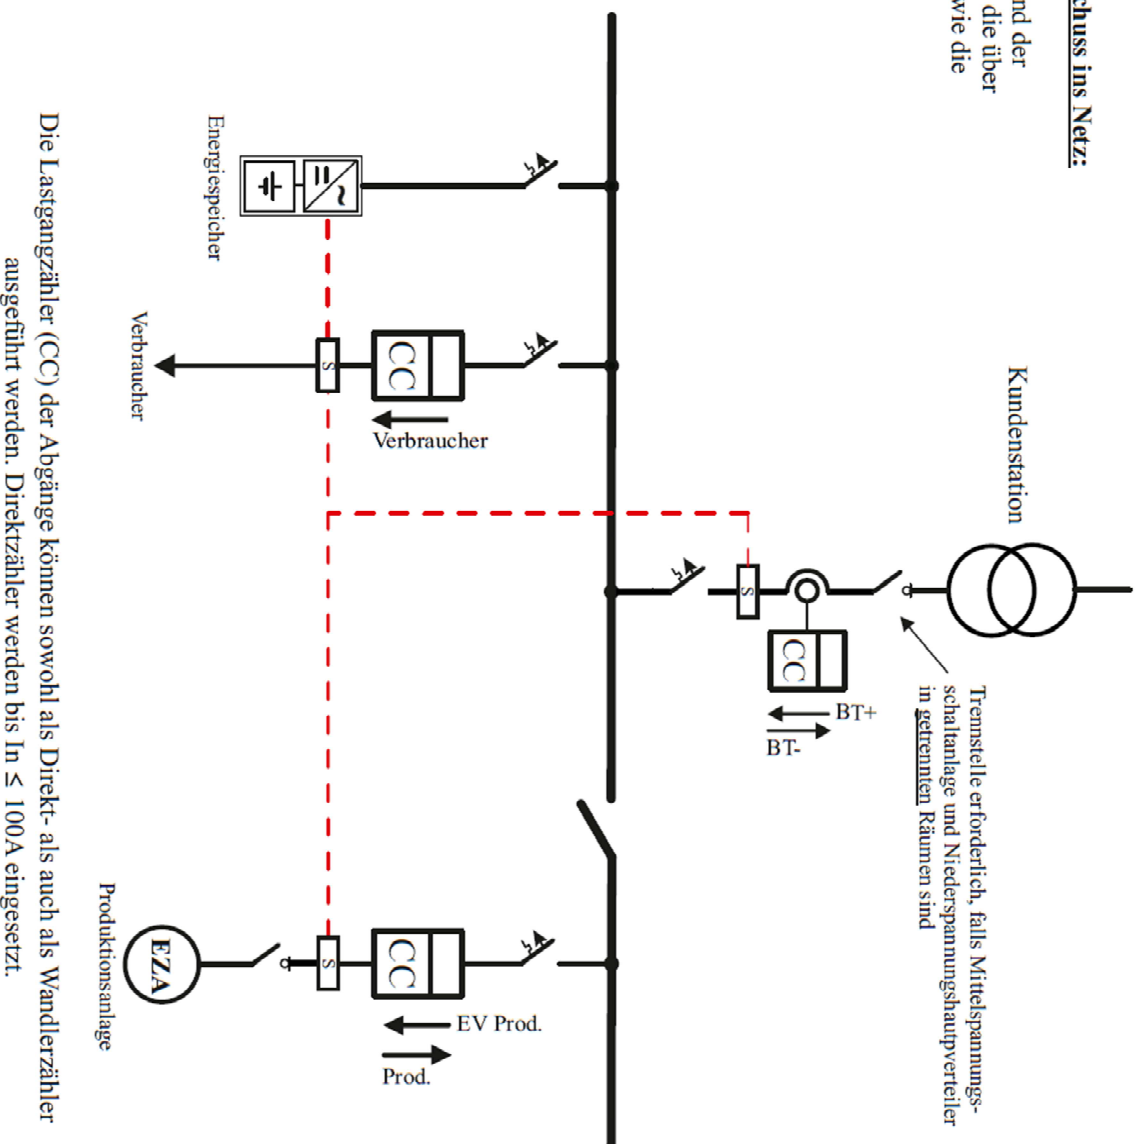 chuss ins Netz:
nd der
die über
wie die
Kundenstation
Trennstelle erforderlich, falls Mittelspannungs-
schaltanlage und Niederspannungshautpverteiler
in getrennten Räumen sind
CC
BT+
BT-
S
CC
Verbraucher
CC
EV Prod.
Prod.
S
S
Energiespeicher
Verbraucher
EZA
Produktionsanlage
Die Lastgangzähler (CC) der Abgänge können sowohl als Direkt- als auch als Wandlerzähler
ausgeführt werden. Direktzähler werden bis In ≤ 100A eingesetzt.